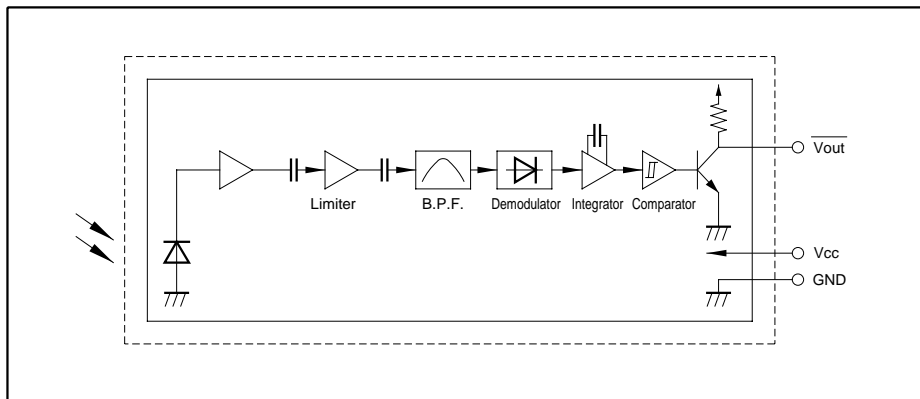 Vout
Limiter
B.P.F.
Demodulator
Integrator
Comparator
Vcc
GND